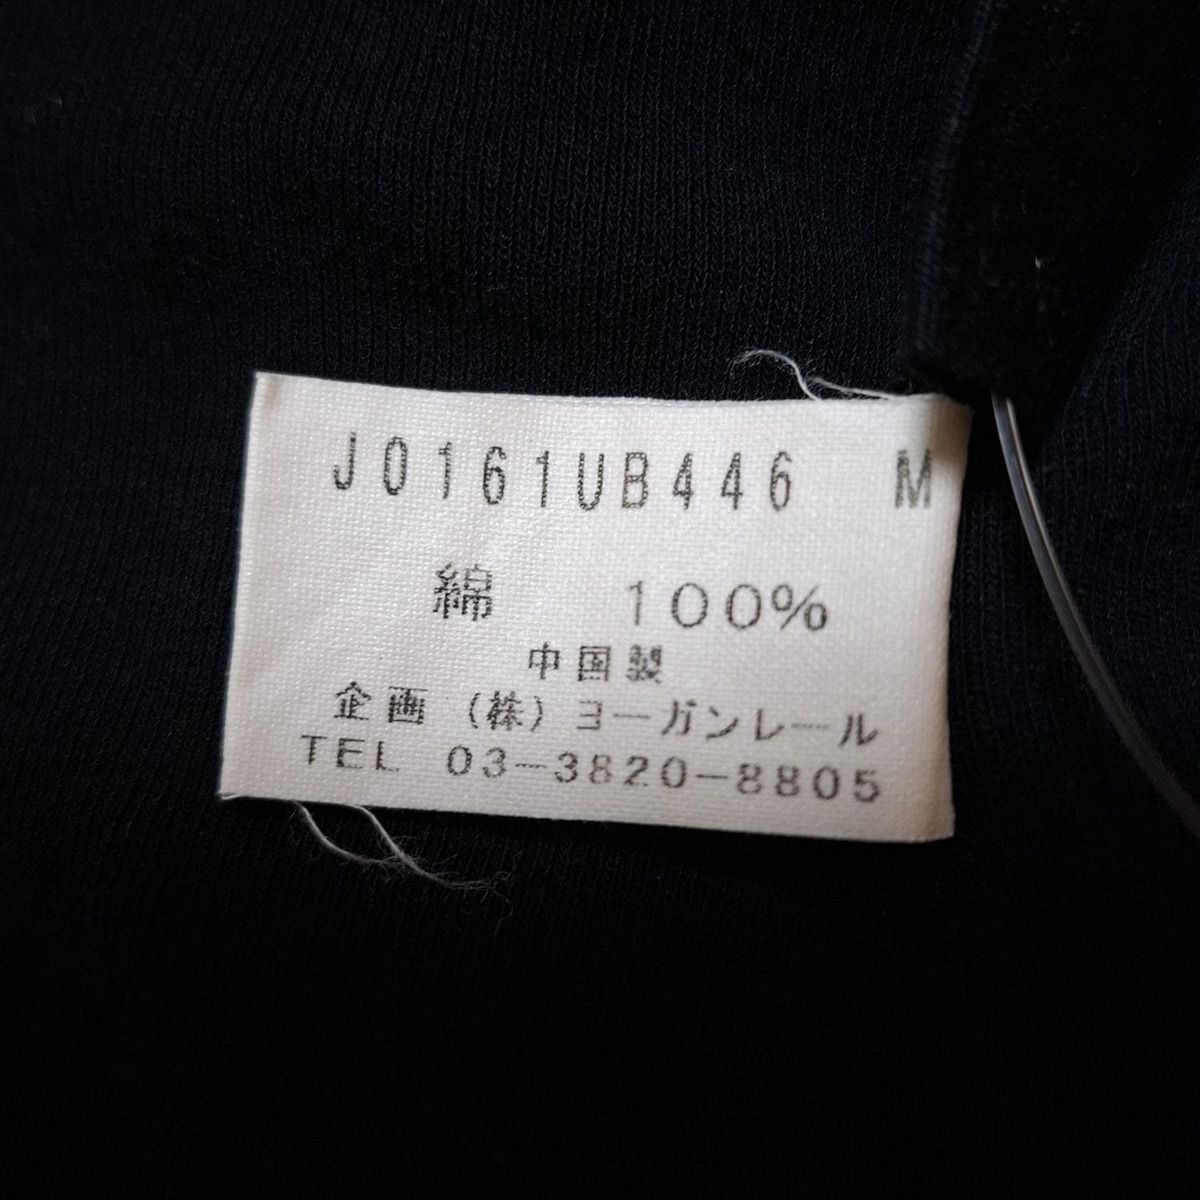 J0161UB446 M
綿 100%
中国製
企画 (株) ヨーガンレール
TEL 03-3820-8805